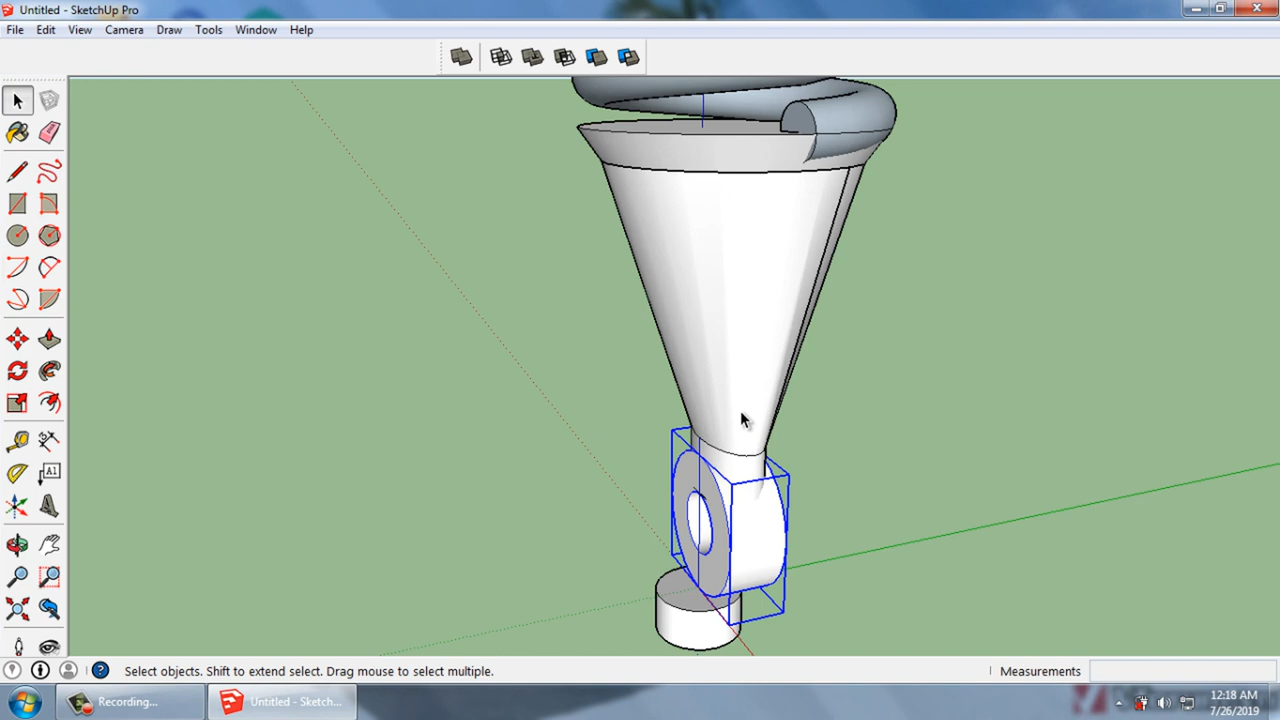 Untitled - SketchUp Pro
File Edit View Camera Draw Tools Window Help
A1
Select objects. Shift to extend select. Drag mouse to select multiple.
Measurements
Recording...
Untitled - Sketch...
12:18 AM
7/26/2019